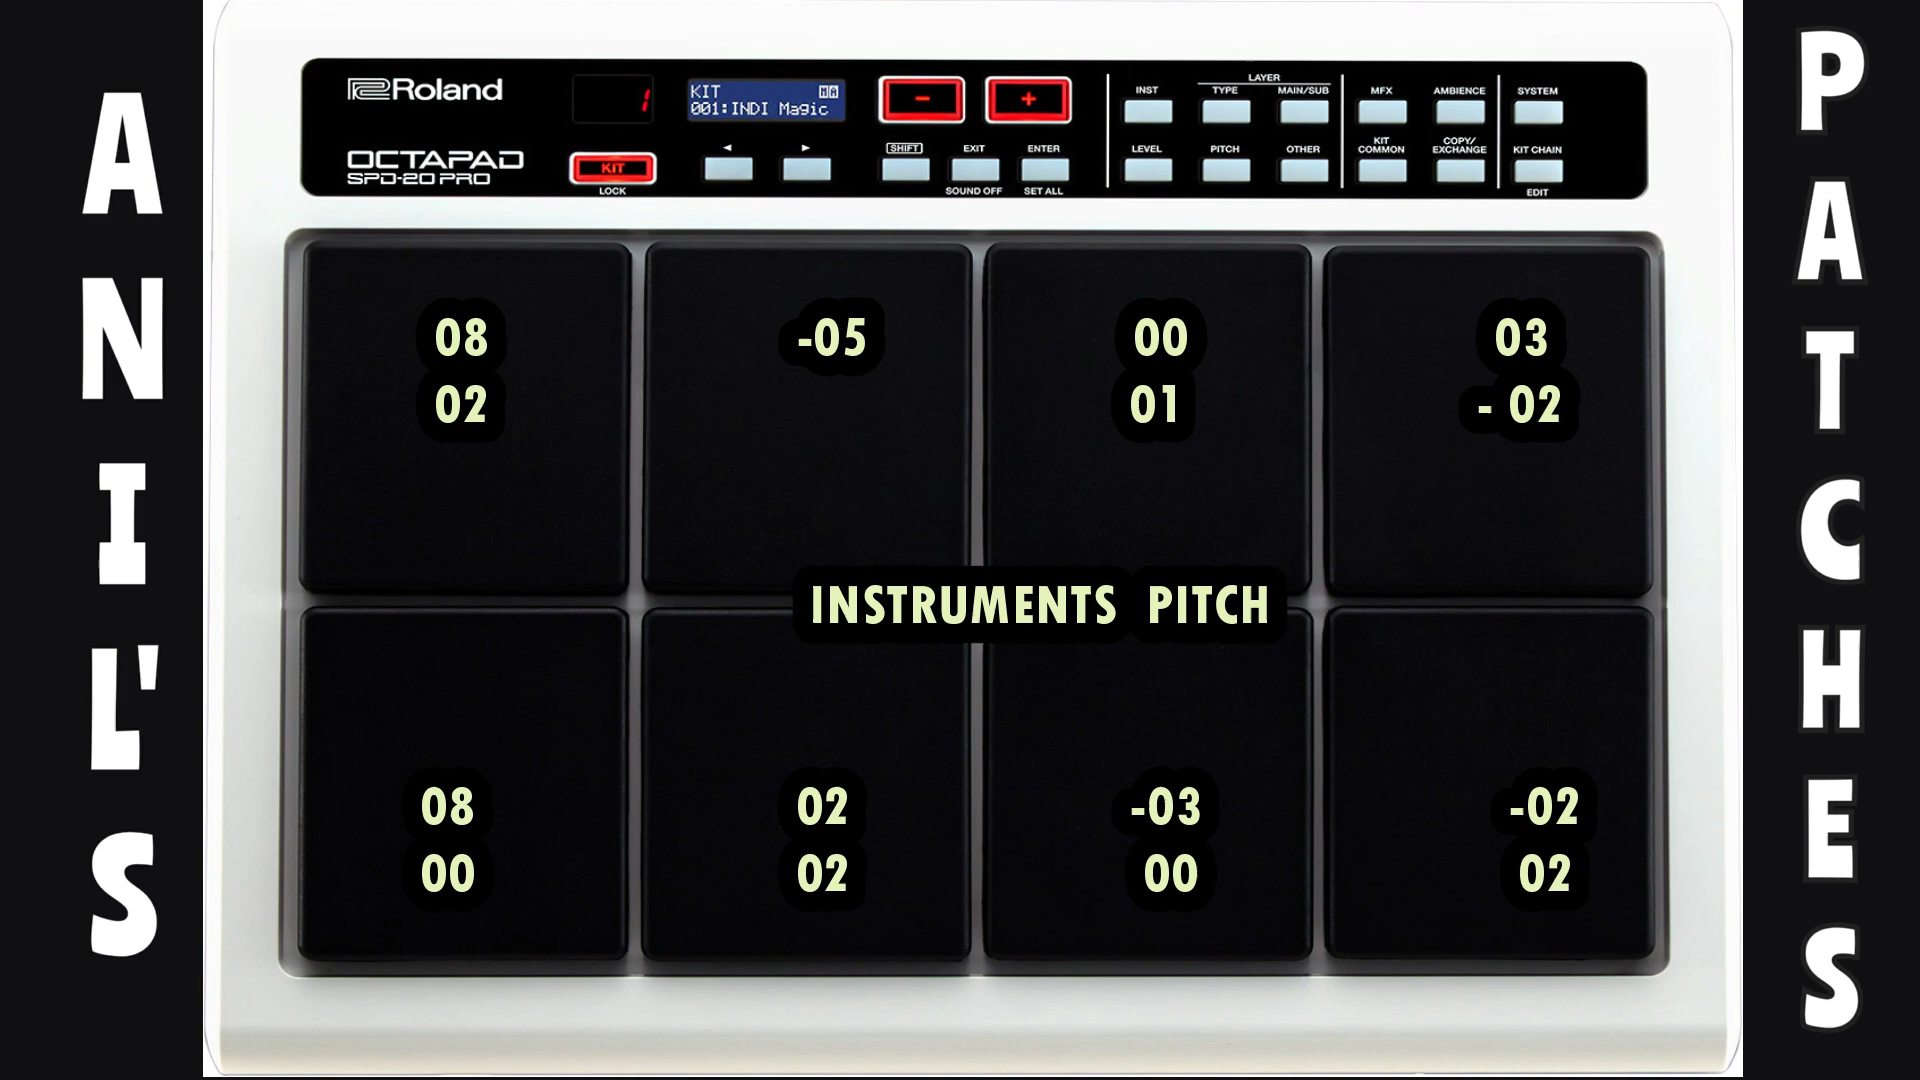 ANIL'S
PATCHES
Roland
1
KIT
001:INDI Magic
-
+
INST
LAYER
TYPE
MAIN/SUB
MFX
AMBIENCE
SYSTEM
OCTAPAD
SPD-20 PRO
KIT
LOCK
◄
►
SHIFT
EXIT
ENTER
SOUND OFF
SET ALL
LEVEL
PITCH
OTHER
KIT
COMMON
COPY/
EXCHANGE
KIT CHAIN
EDIT
08
02
-05
00
01
03
- 02
INSTRUMENTS PITCH
08
00
02
02
-03
00
-02
02